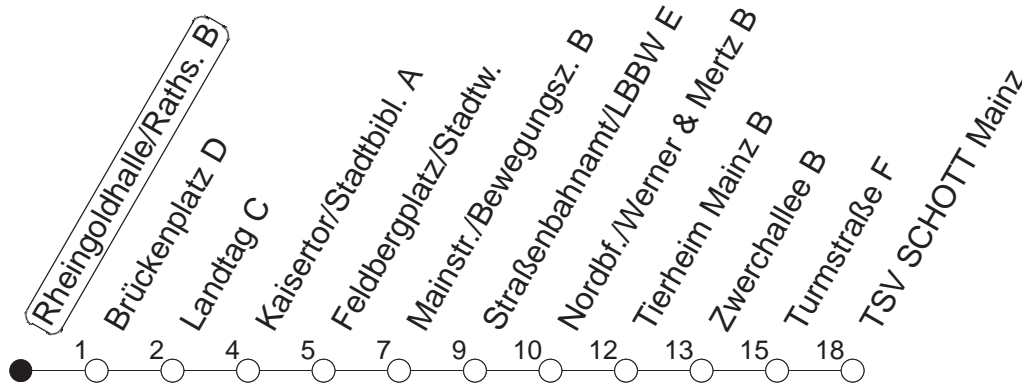 Rheingoldhalle/Raths. B
Brückenplatz D
Landtag C
Kaisertor/Stadtbibl. A
Feldbergplatz/Stadtw.
Mainstr./Bewegungsz. B
Straßenbahnamt/LBBW E
Nordbf./Werner & Mertz B
Tierheim Mainz B
Zwerchallee B
Turmstraße F
TSV SCHOTT Mainz
1 2 4 5 7 9 10 12 13 15 18